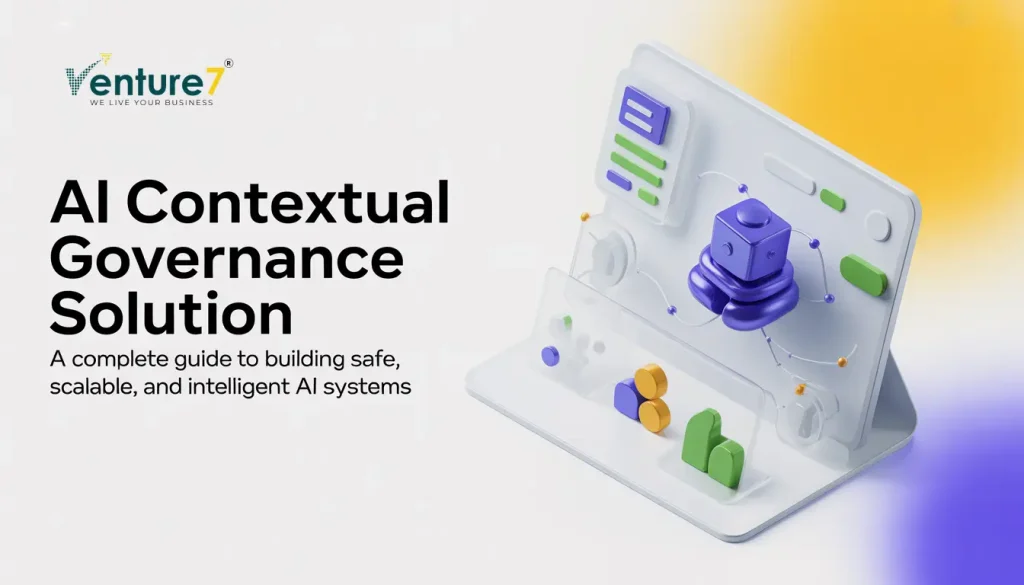 Venture7®
WE LIVE YOUR BUSINESS
AI Contextual
Governance
Solution
A complete guide to building safe,
scalable, and intelligent AI systems